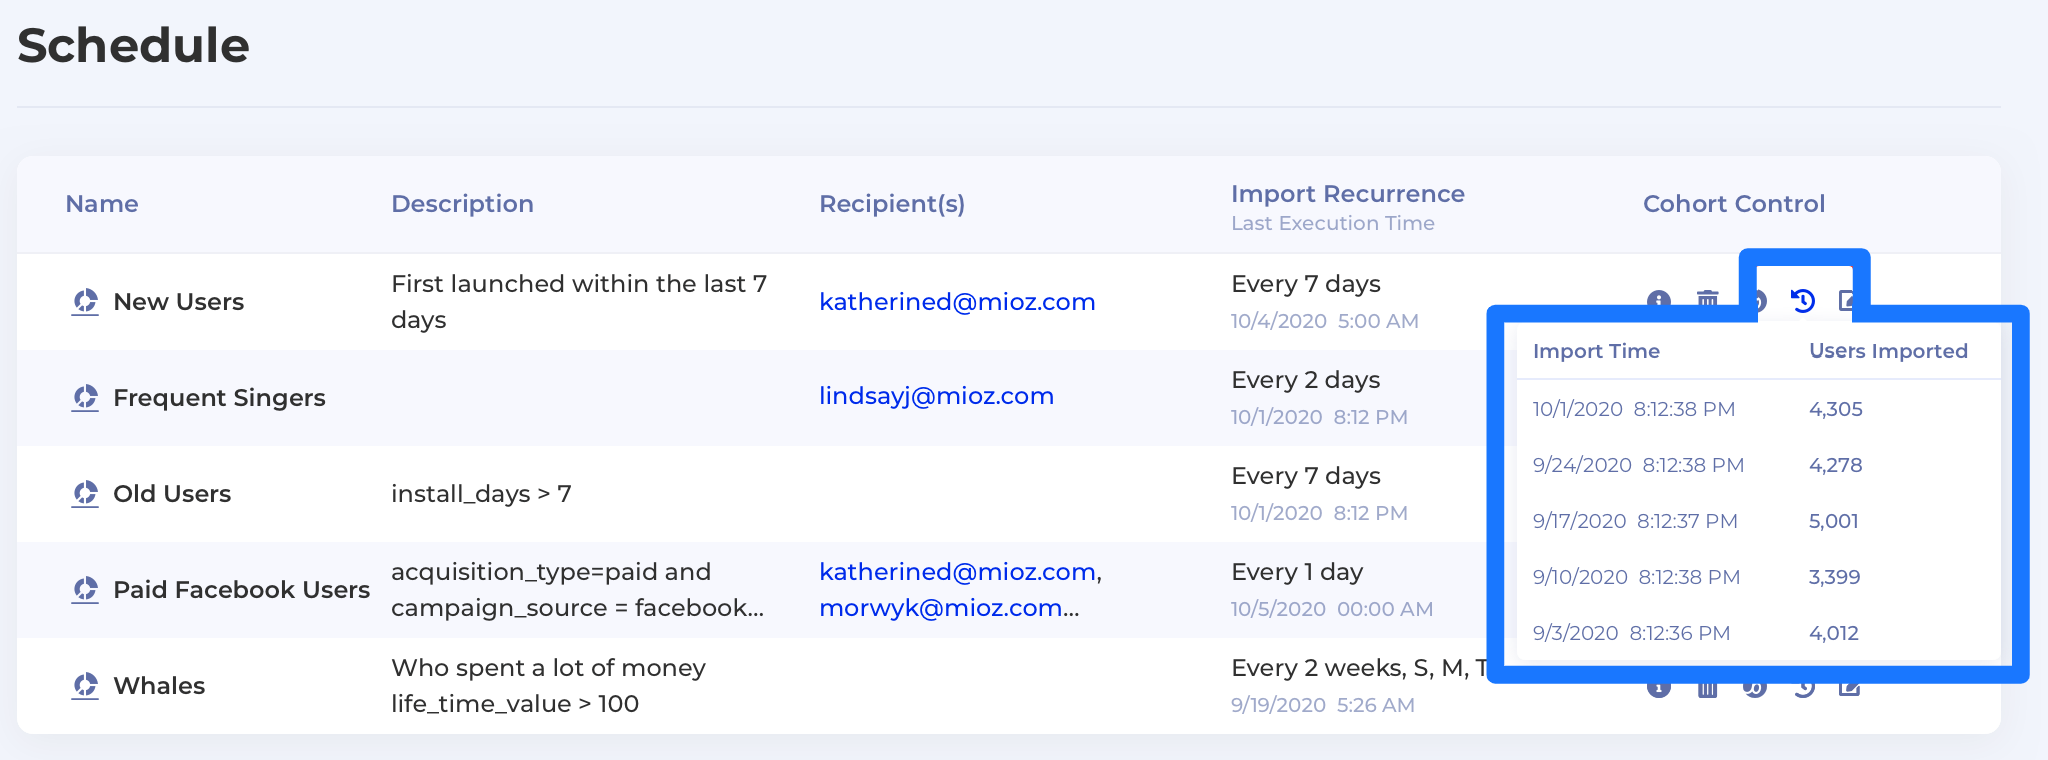 Schedule
Name Description Recipient(s) Import Recurrence Cohort Control
Last Execution Time
New Users First launched within the last 7 katherined@mioz.com Every 7 days
days 10/4/2020 5:00 AM
Frequent Singers lindsayj@mioz.com Every 2 days
10/1/2020 8:12 PM
Old Users install_days > 7 Every 7 days
10/1/2020 8:12 PM
Paid Facebook Users acquisition_type=paid and katherined@mioz.com, Every 1 day
campaign_source = facebook... morwyk@mioz.com... 10/5/2020 00:00 AM
Whales Who spent a lot of money Every 2 weeks, S, M, T
life_time_value > 100 9/19/2020 5:26 AM
Import Time Users Imported
10/1/2020 8:12:38 PM 4,305
9/24/2020 8:12:38 PM 4,278
9/17/2020 8:12:37 PM 5,001
9/10/2020 8:12:38 PM 3,399
9/3/2020 8:12:36 PM 4,012